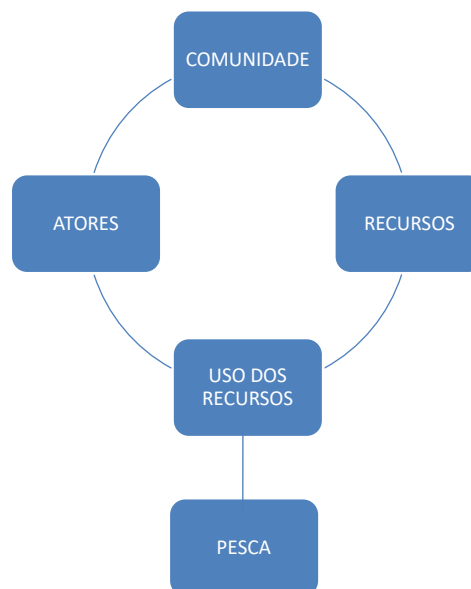 COMUNIDADE
ATORES
RECURSOS
USO DOS
RECURSOS
PESCA